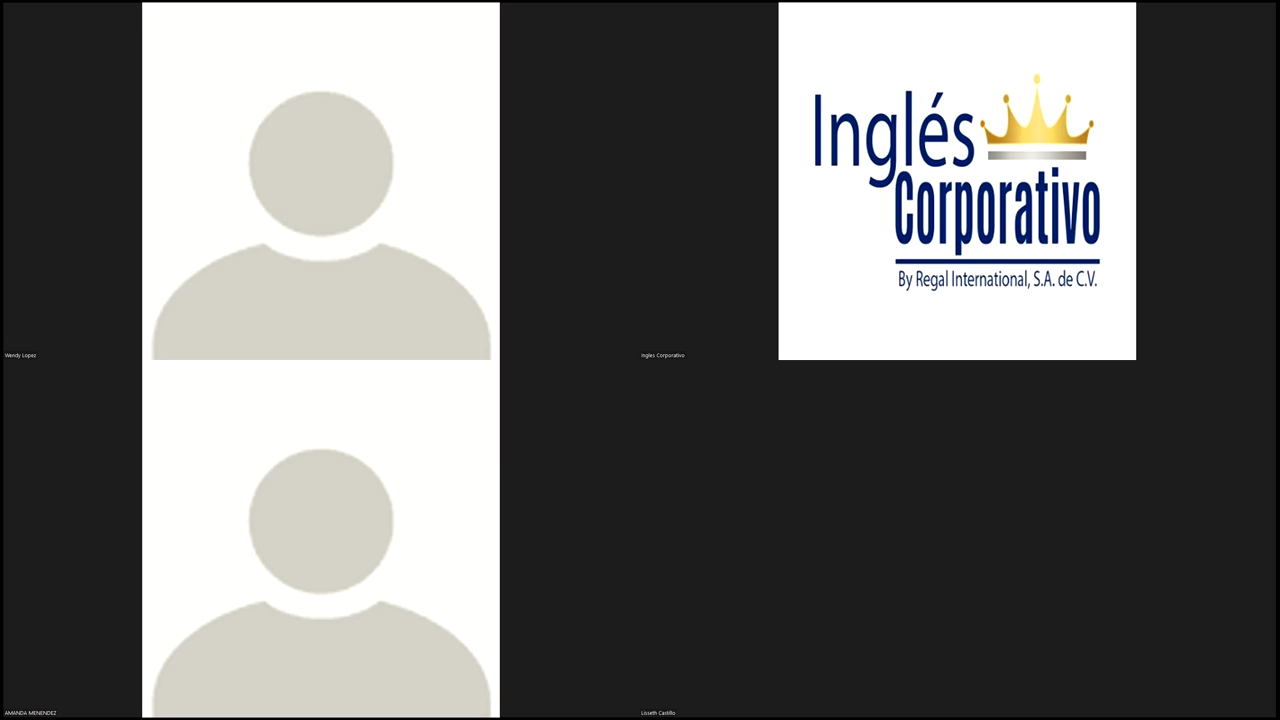 Inglés
Corporativo
By Regal International, S.A. de C.V.
Wendy Lopez
Ingles Corporativo
AMANDA MENENDEZ
Lisseth Castillo